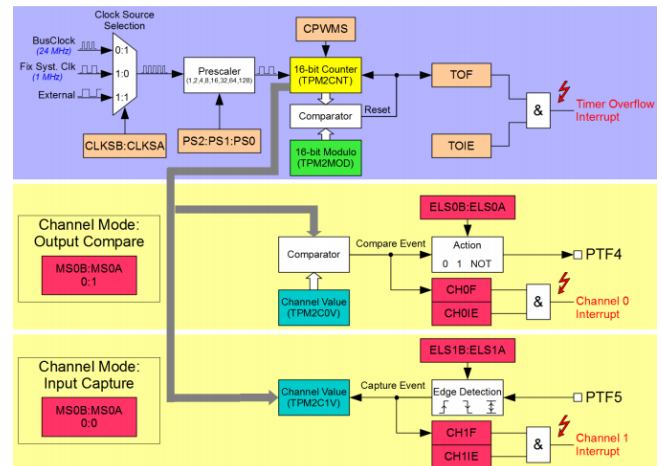 Clock Source
Selection
BusClock
(24 MHz)
Fix Syst. Clk
(1 MHz)
External
0:1
1:0
1:1
CLKSB:CLKSA
Prescaler
(1,2,4,8,16,32,64,128)
PS2:PS1:PS0
CPWMS
16-bit Counter
(TPM2CNT)
Reset
Comparator
16-bit Modulo
(TPM2MOD)
TOF
TOIE
&
Timer Overflow
Interrupt
Channel Mode:
Output Compare
MS0B:MS0A
0:1
Comparator
Channel Value
(TPM2C0V)
Compare Event
ELS0B:ELS0A
Action
0 1 NOT
PTF4
CH0F
CH0IE
&
Channel 0
Interrupt
Channel Mode:
Input Capture
MS0B:MS0A
0:0
Channel Value
(TPM2C1V)
Capture Event
ELS1B:ELS1A
Edge Detection
PTF5
CH1F
CH1IE
&
Channel 1
Interrupt